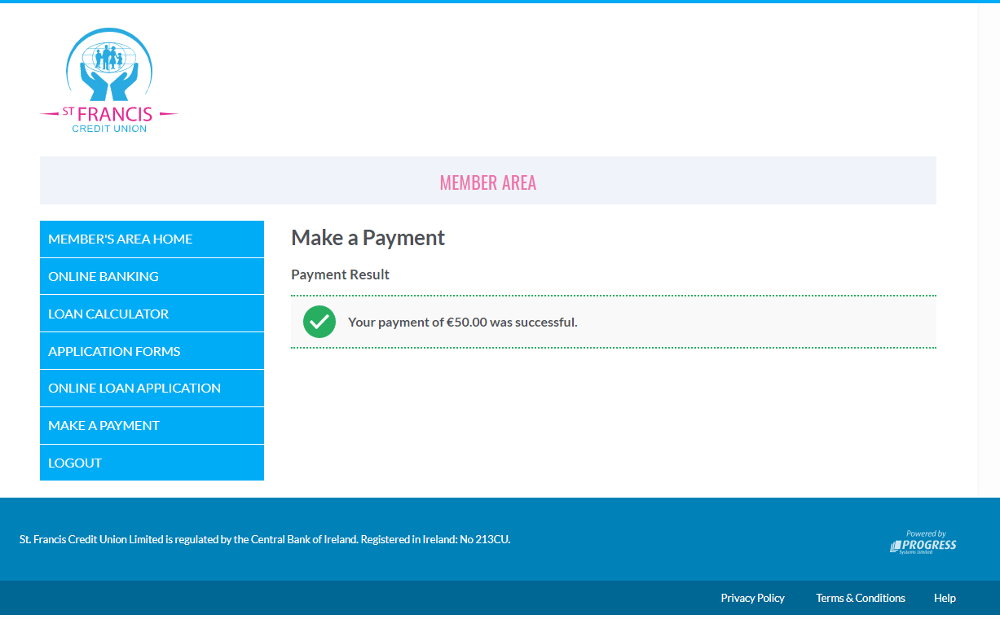 ST FRANCIS
CREDIT UNION
MEMBER AREA
MEMBER'S AREA HOME
ONLINE BANKING
LOAN CALCULATOR
APPLICATION FORMS
ONLINE LOAN APPLICATION
MAKE A PAYMENT
LOGOUT
Make a Payment
Payment Result
Your payment of €50.00 was successful.
St. Francis Credit Union Limited is regulated by the Central Bank of Ireland. Registered in Ireland: No 213CU.
Powered by
PROGRESS
Systems Limited
Privacy Policy
Terms & Conditions
Help